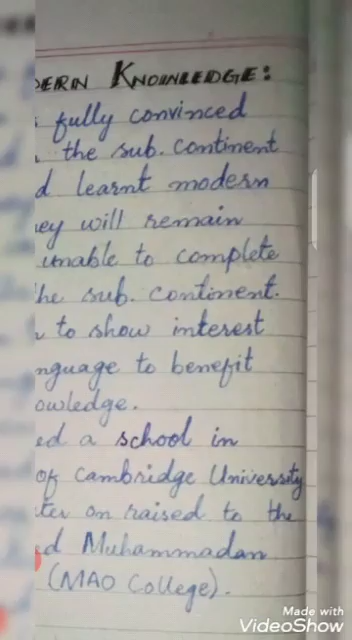 DERN KNOWLEDGE:
fully convinced
the sub. continent
d learnt modern
ey will remain
unable to complete
he sub. continent.
to show interest
nguage to benefit
owledge.
ed a school in
of Cambridge University
ter on raised to the
ed Muhammadan
(MAO College).
Made with
VideoShow